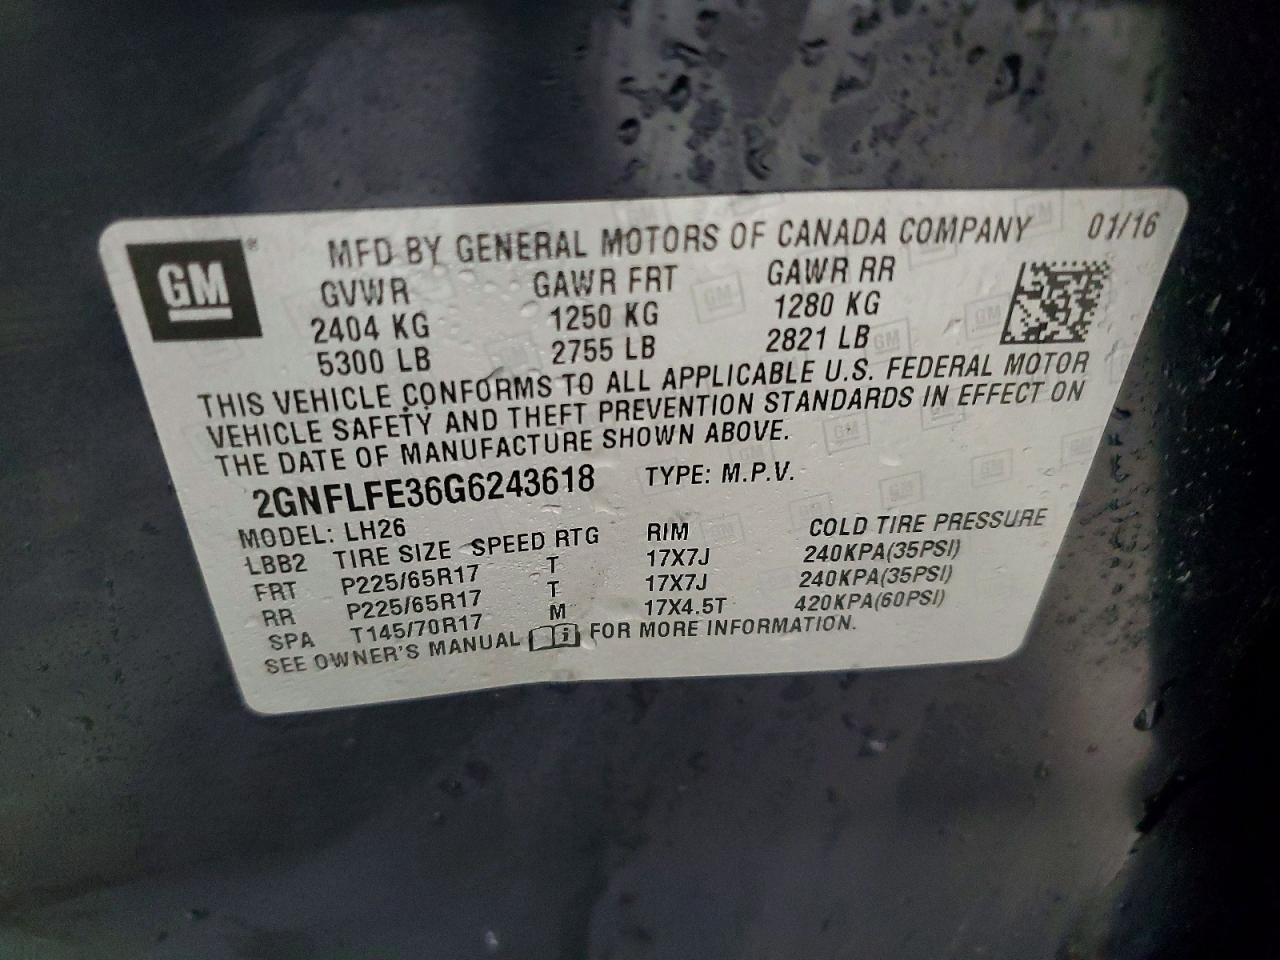 GM® MFD BY GENERAL MOTORS OF CANADA COMPANY 01/16
GVWR GAWR FRT GAWR RR
2404 KG 1250 KG 1280 KG
5300 LB 2755 LB 2821 LB
THIS VEHICLE CONFORMS TO ALL APPLICABLE U.S. FEDERAL MOTOR
VEHICLE SAFETY AND THEFT PREVENTION STANDARDS IN EFFECT ON
THE DATE OF MANUFACTURE SHOWN ABOVE.
2GNFLFE36G6243618 TYPE: M.P.V.
MODEL: LH26
LBB2 TIRE SIZE SPEED RTG RIM COLD TIRE PRESSURE
FRT P225/65R17 T 17X7J 240KPA(35PSI)
RR P225/65R17 T 17X7J 240KPA(35PSI)
SPA T145/70R17 M 17X4.5T 420KPA(60PSI)
SEE OWNER'S MANUAL FOR MORE INFORMATION.